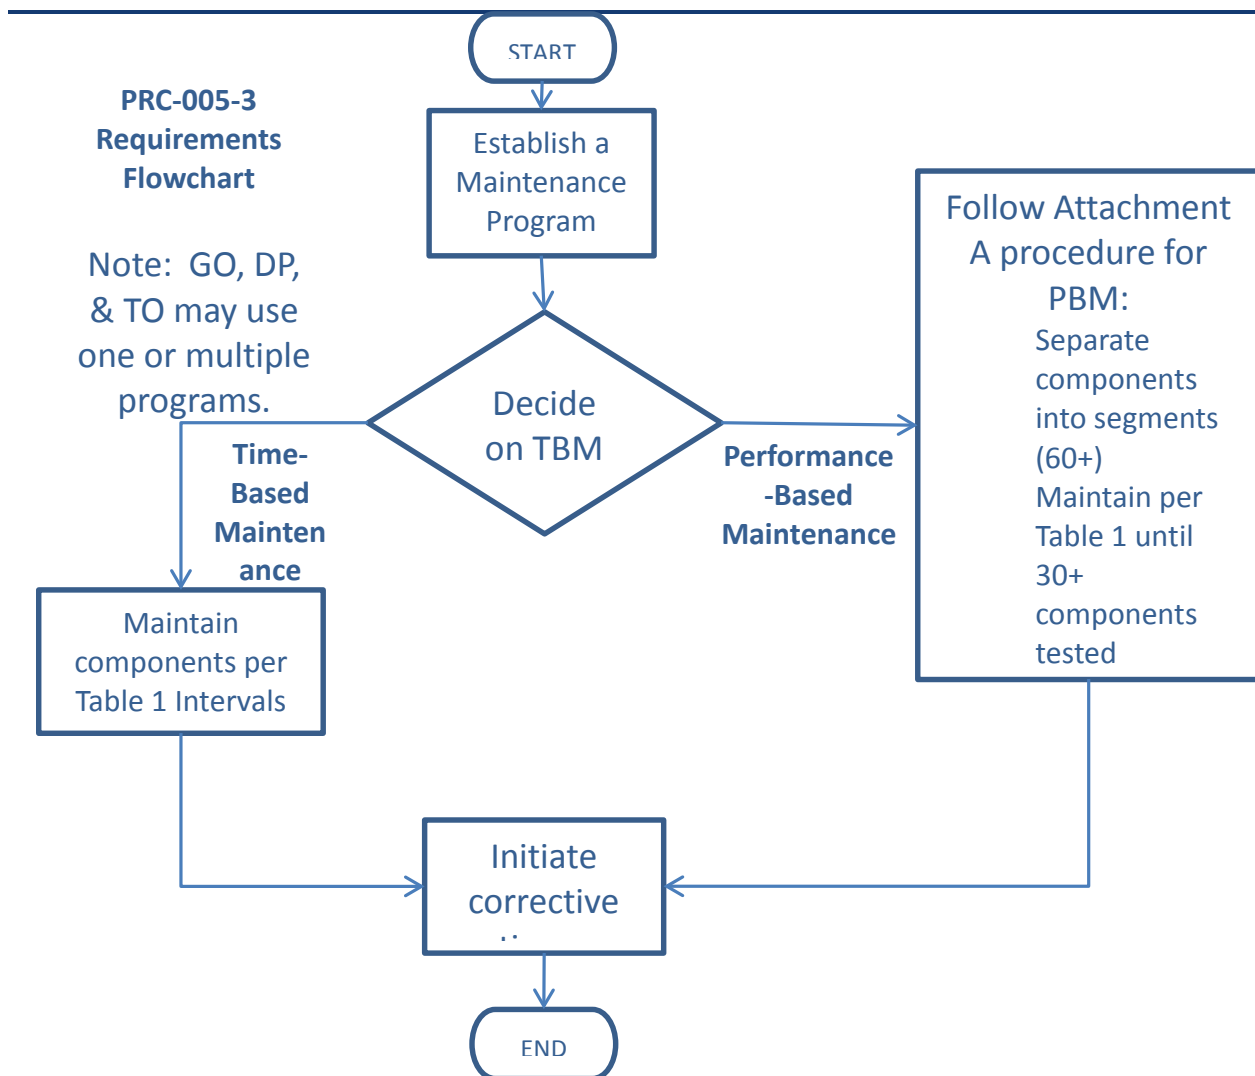 START
PRC-005-3
Requirements
Flowchart
Establish a
Maintenance
Program
Note: GO, DP,
& TO may use
one or multiple
programs.
Decide
on TBM
Time-
Based
Mainten
ance
Performance
-Based
Maintenance
Follow Attachment
A procedure for
PBM:
Separate
components
into segments
(60+)
Maintain per
Table 1 until
30+
components
tested
Maintain
components per
Table 1 Intervals
Initiate
corrective
END